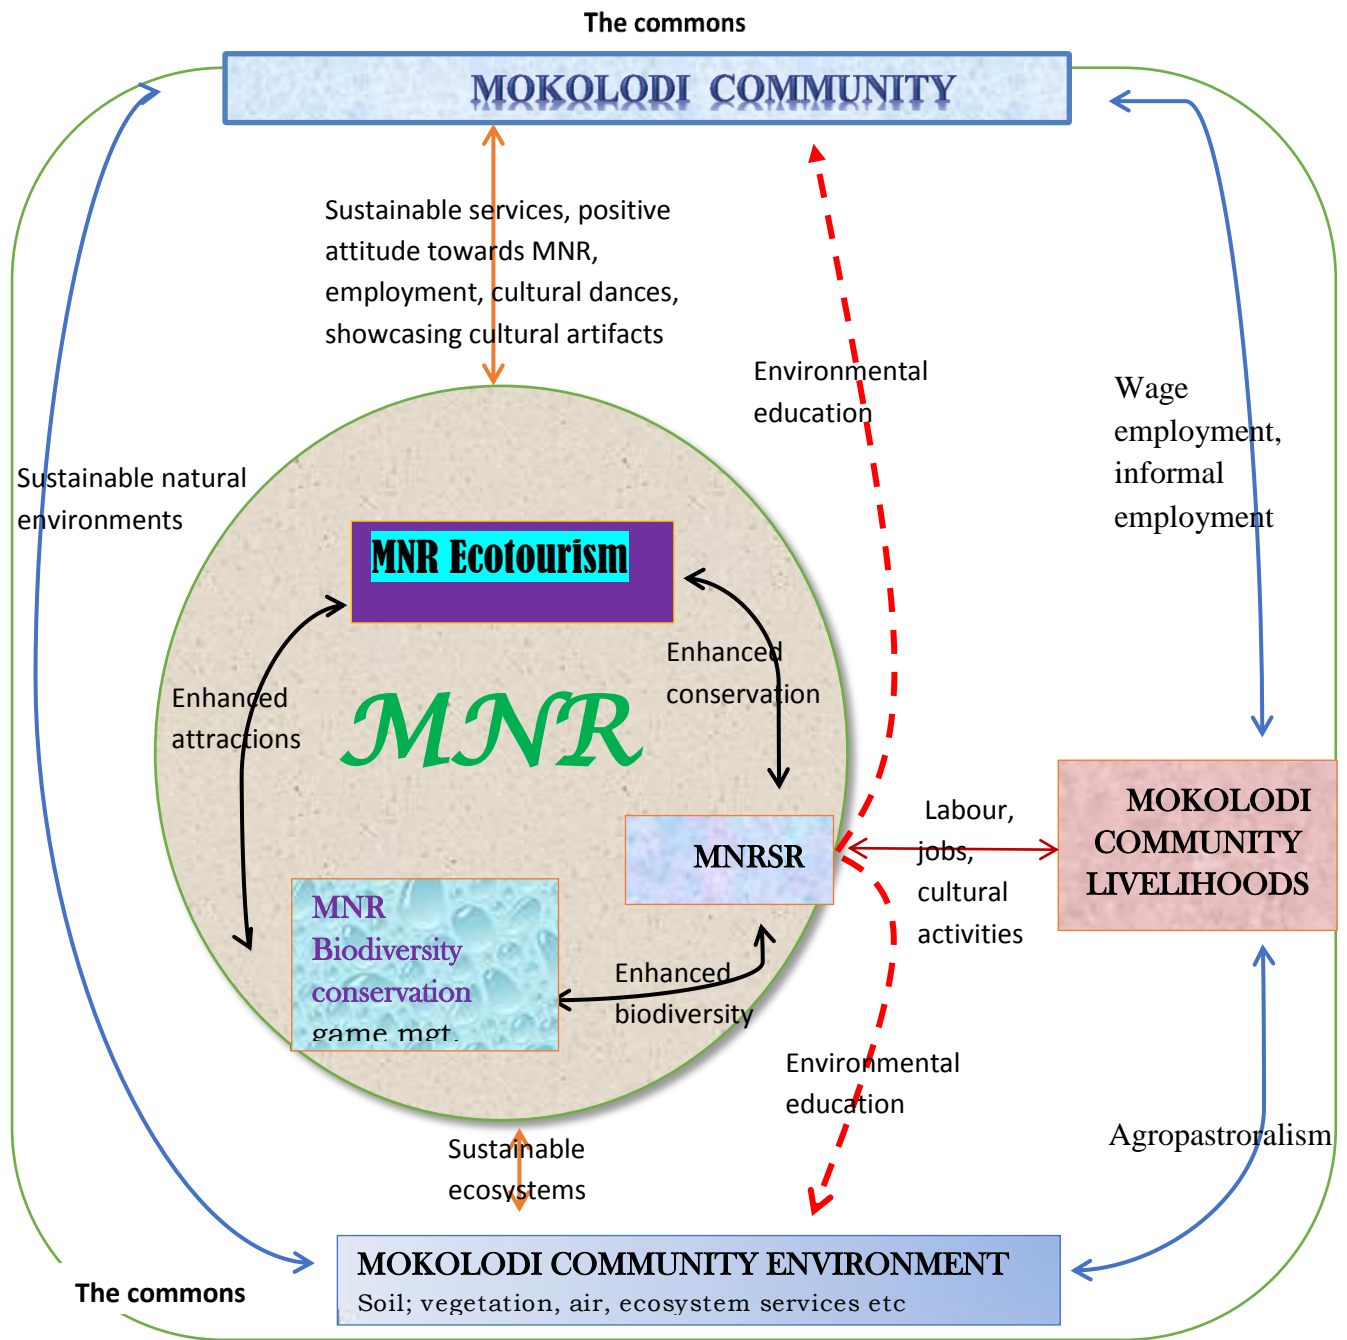 The commons
MOKOLODI COMMUNITY
Sustainable services, positive
attitude towards MNR,
employment, cultural dances,
showcasing cultural artifacts
Environmental
education
Wage
employment,
informal
employment
Sustainable natural
environments
MNR Ecotourism
Enhanced
conservation
Enhanced
attractions
MNR
MNRSR
Labour,
jobs,
cultural
activities
MOKOLODI
COMMUNITY
LIVELIHOODS
MNR
Biodiversity
conservation
game mgt.
Enhanced
biodiversity
Environmental
education
Agropastroralism
Sustainable
ecosystems
MOKOLODI COMMUNITY ENVIRONMENT
Soil; vegetation, air, ecosystem services etc
The commons